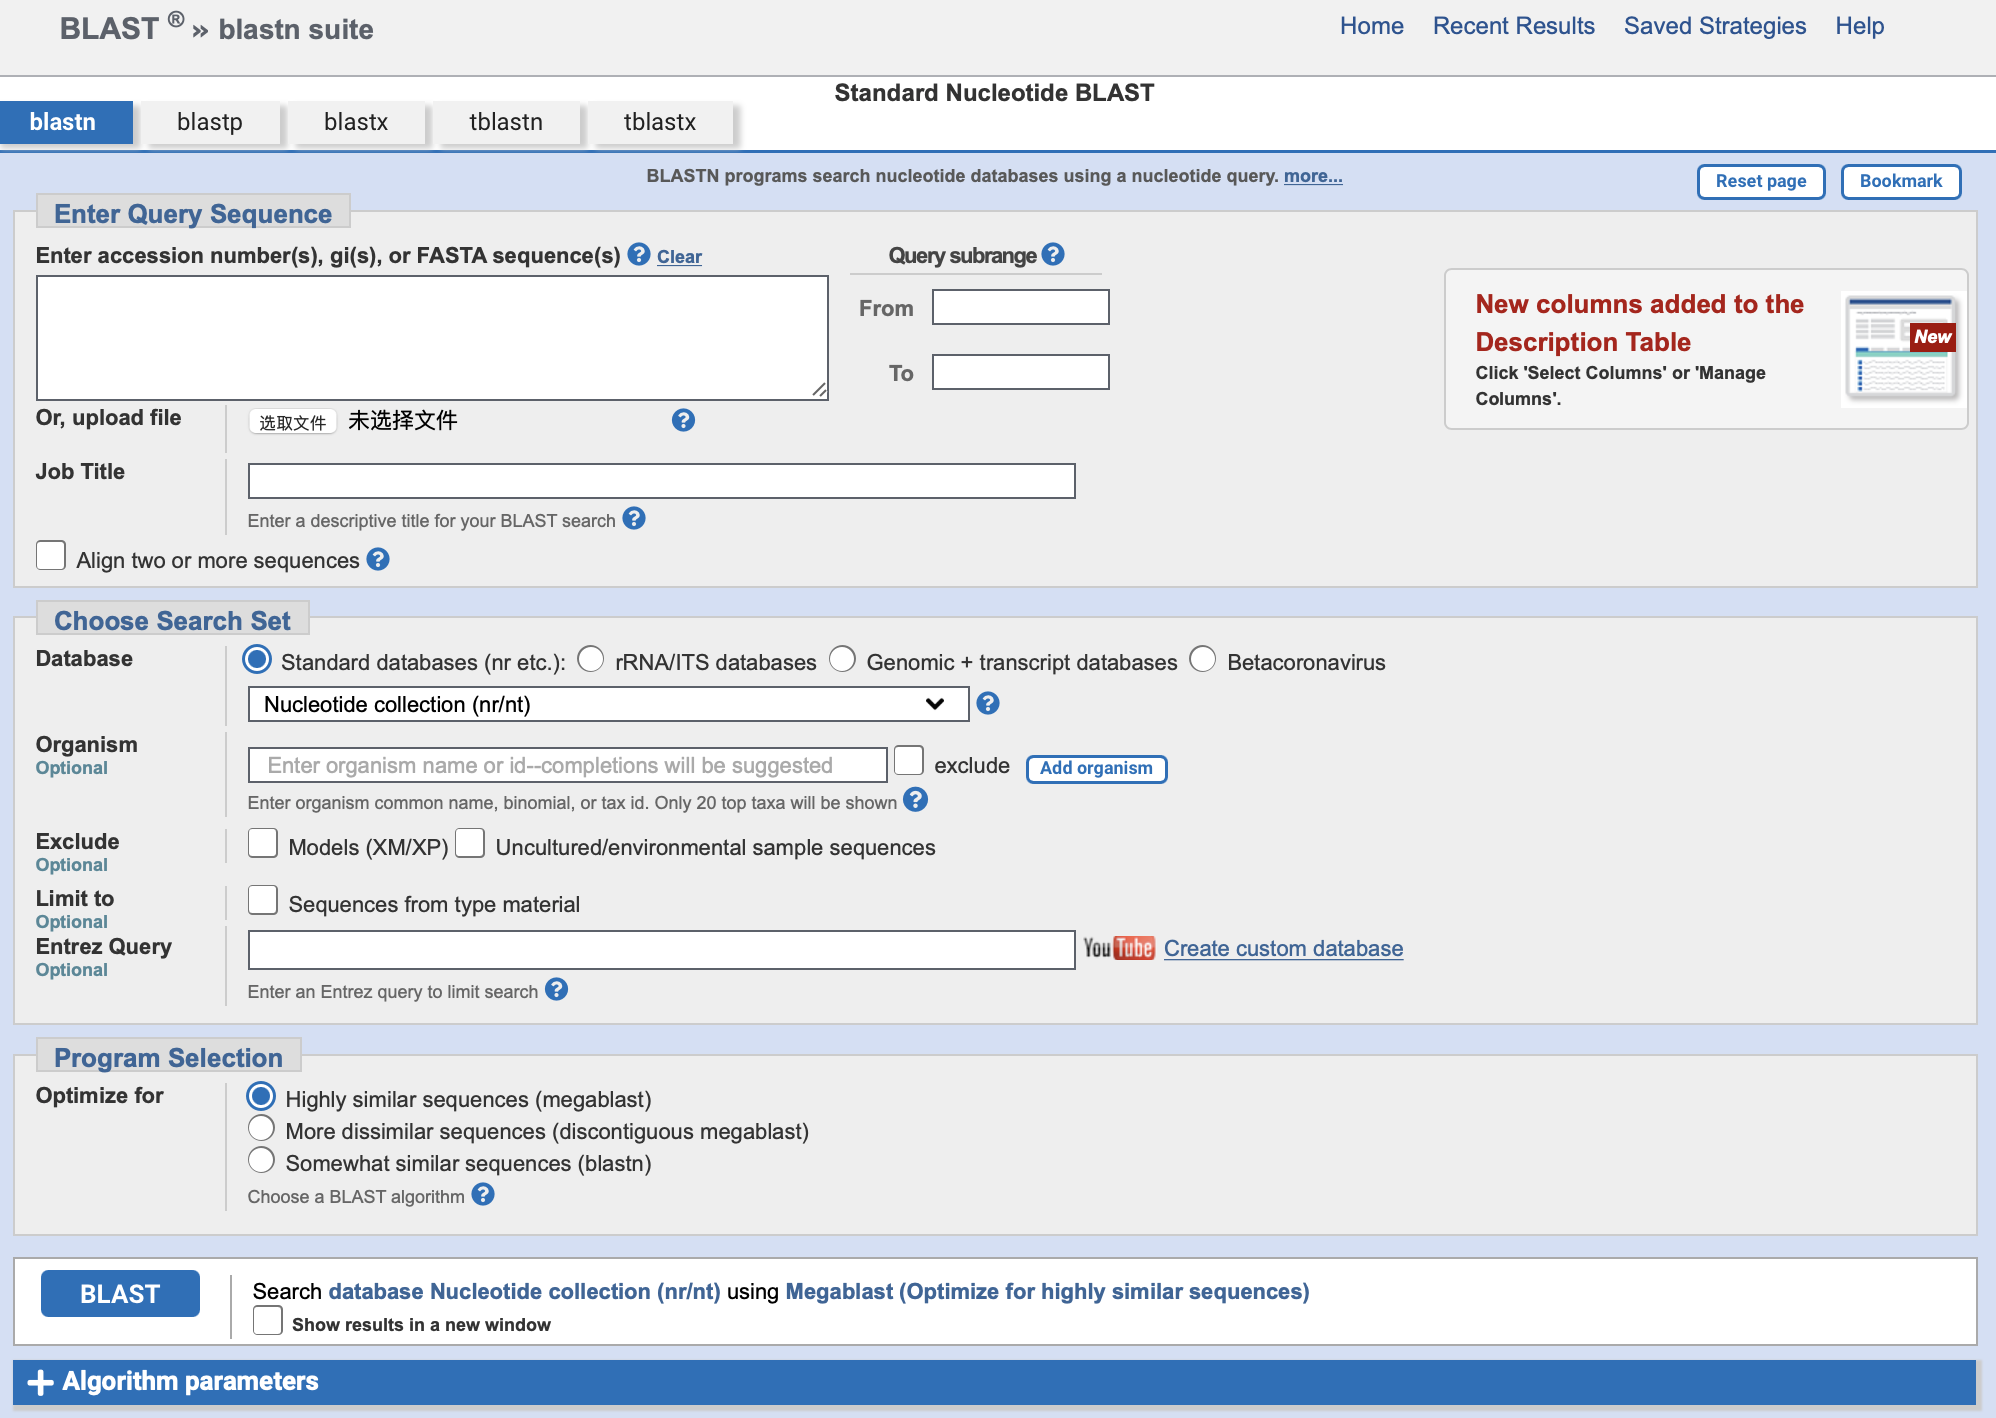 BLAST ® » blastn suite
Home Recent Results Saved Strategies Help
Standard Nucleotide BLAST
blastn blastp blastx tblastn tblastx
BLASTN programs search nucleotide databases using a nucleotide query. more...
Reset page Bookmark
Enter Query Sequence
Enter accession number(s), gi(s), or FASTA sequence(s) ? Clear
Query subrange ?
From
To
New columns added to the
Description Table
Click 'Select Columns' or 'Manage
Columns'.
New
Or, upload file 选取文件 未选择文件 ?
Job Title
Enter a descriptive title for your BLAST search ?
Align two or more sequences ?
Choose Search Set
Database
Standard databases (nr etc.): rRNA/ITS databases Genomic + transcript databases Betacoronavirus
Nucleotide collection (nr/nt) ?
Organism
Optional
Enter organism name or id--completions will be suggested exclude Add organism
Enter organism common name, binomial, or tax id. Only 20 top taxa will be shown ?
Exclude
Optional
Models (XM/XP) Uncultured/environmental sample sequences
Limit to
Optional
Sequences from type material
Entrez Query
Optional
YouTube Create custom database
Enter an Entrez query to limit search ?
Program Selection
Optimize for
Highly similar sequences (megablast)
More dissimilar sequences (discontiguous megablast)
Somewhat similar sequences (blastn)
Choose a BLAST algorithm ?
BLAST
Search database Nucleotide collection (nr/nt) using Megablast (Optimize for highly similar sequences)
Show results in a new window
+ Algorithm parameters